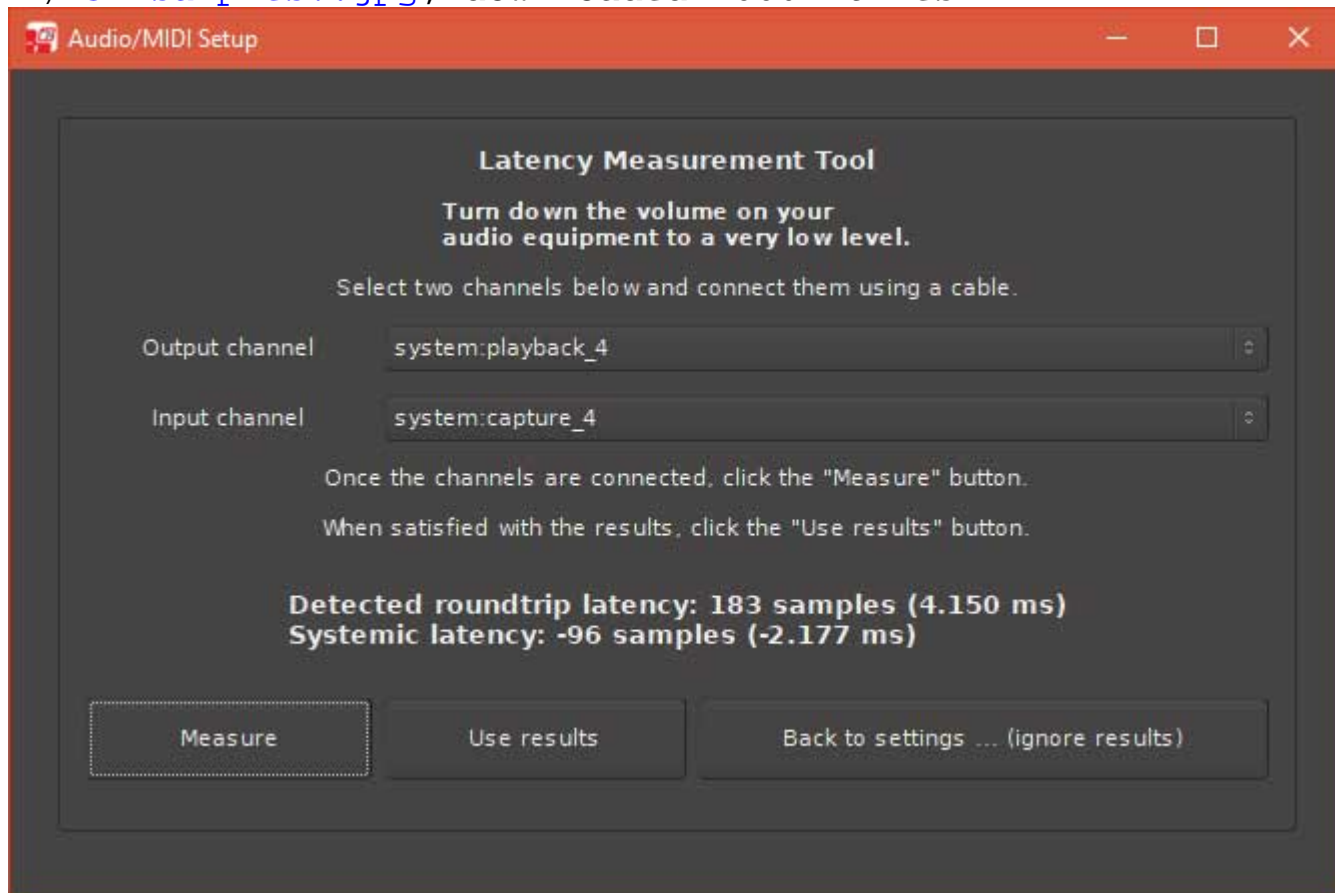 Audio/MIDI Setup
Latency Measurement Tool
Turn down the volume on your
audio equipment to a very low level.
Select two channels below and connect them using a cable.
Output channel system:playback_4
Input channel system:capture_4
Once the channels are connected, click the "Measure" button.
When satisfied with the results, click the "Use results" button.
Detected roundtrip latency: 183 samples (4.150 ms)
Systemic latency: -96 samples (-2.177 ms)
Measure Use results Back to settings ... (ignore results)